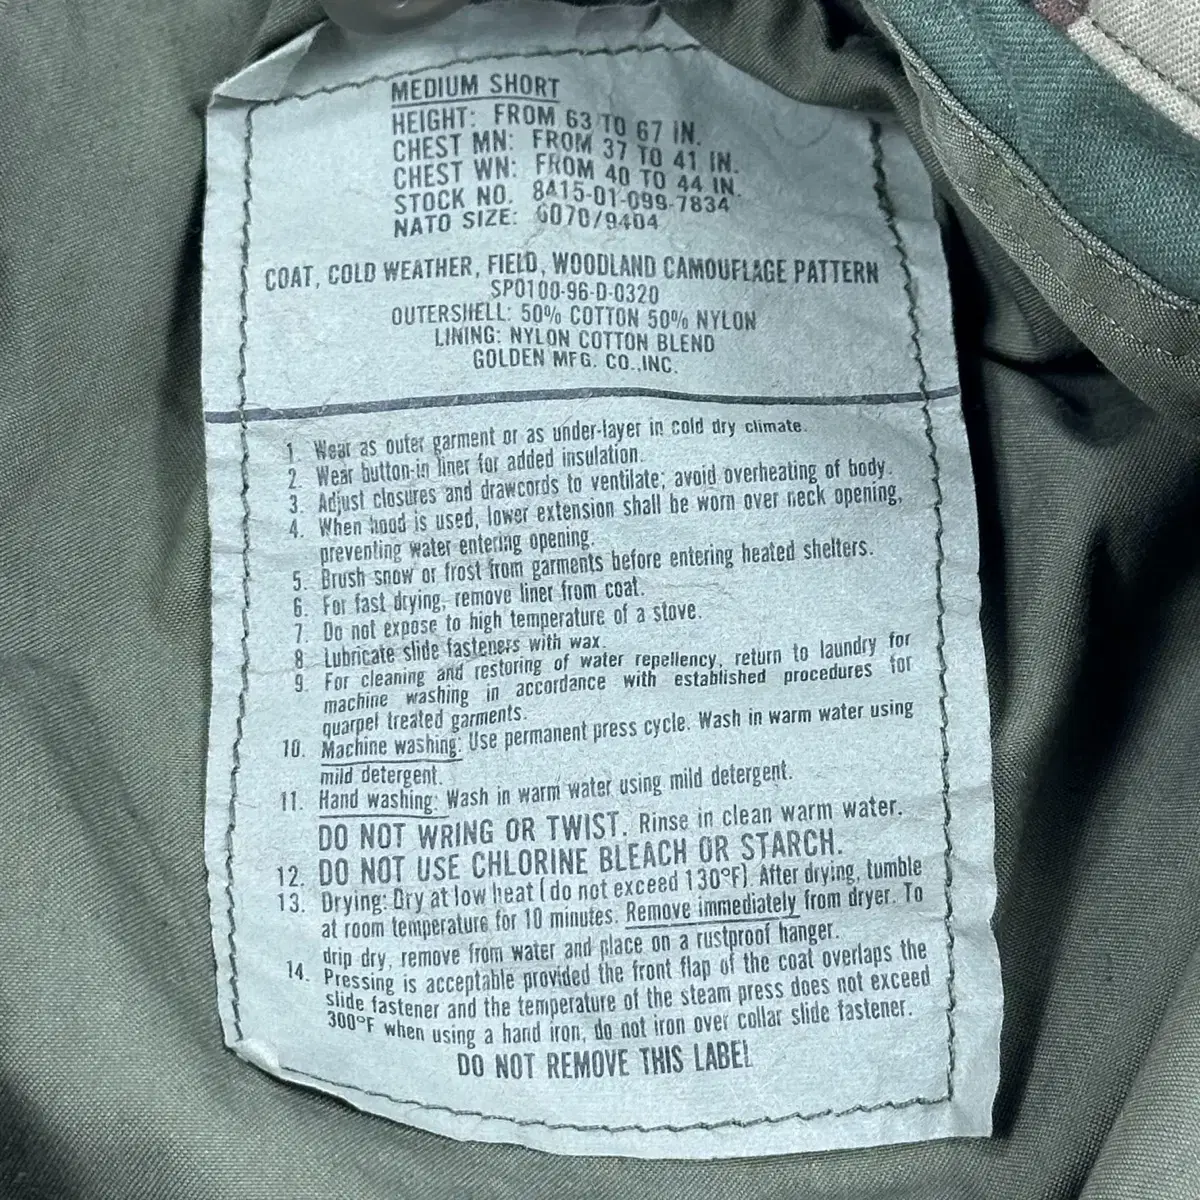 MEDIUM SHORT
HEIGHT: FROM 63 TO 67 IN.
CHEST MN: FROM 37 TO 41 IN.
CHEST WN: FROM 40 TO 44 IN.
STOCK NO. 8415-01-099-7834
NATO SIZE: 6070/9404
COAT, COLD WEATHER, FIELD, WOODLAND CAMOUFLAGE PATTERN
SPO100-96-D-0320
OUTERSHELL: 50% COTTON 50% NYLON
LINING: NYLON COTTON BLEND
GOLDEN MFG. CO.,INC.
1. Wear as outer garment or as under-layer in cold dry climate.
2. Wear button-in liner for added insulation.
3. Adjust closures and drawcords to ventilate; avoid overheating of body.
4. When hood is used, lower extension shall be worn over neck opening,
preventing water entering opening.
5. Brush snow or frost from garments before entering heated shelters.
6. For fast drying, remove liner from coat.
7. Do not expose to high temperature of a stove.
8. Lubricate slide fasteners with wax.
9. For cleaning and restoring of water repellency, return to laundry for
machine washing in accordance with established procedures for
quarpel treated garments.
10. Machine washing: Use permanent press cycle. Wash in warm water using
mild detergent.
11. Hand washing: Wash in warm water using mild detergent.
DO NOT WRING OR TWIST. Rinse in clean warm water.
12. DO NOT USE CHLORINE BLEACH OR STARCH.
13. Drying: Dry at low heat (do not exceed 130°F). After drying, tumble
at room temperature for 10 minutes. Remove immediately from dryer. To
drip dry, remove from water and place on a rustproof hanger.
14. Pressing is acceptable provided the front flap of the coat overlaps the
slide fastener and the temperature of the steam press does not exceed
300°F when using a hand iron, do not iron over collar slide fastener.
DO NOT REMOVE THIS LABEL